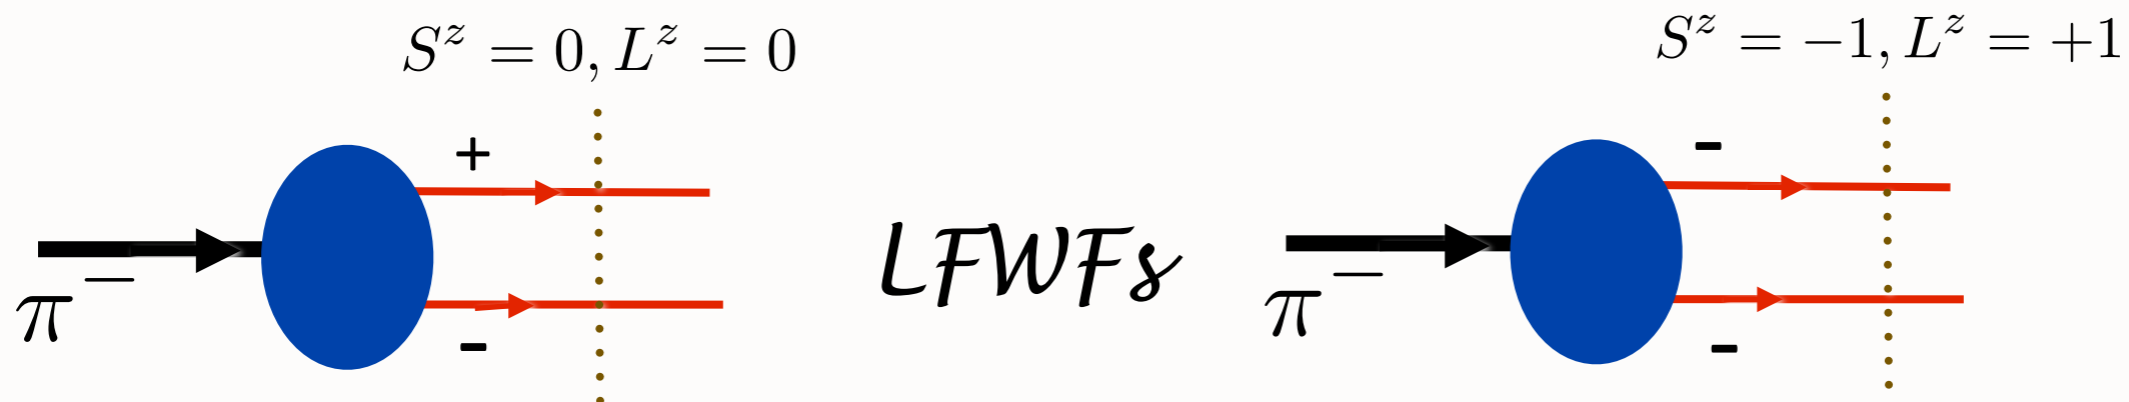 S^z = 0, L^z = 0
S^z = −1, L^z = +1
+
-
π^−
-
LFWFs
π^−
-